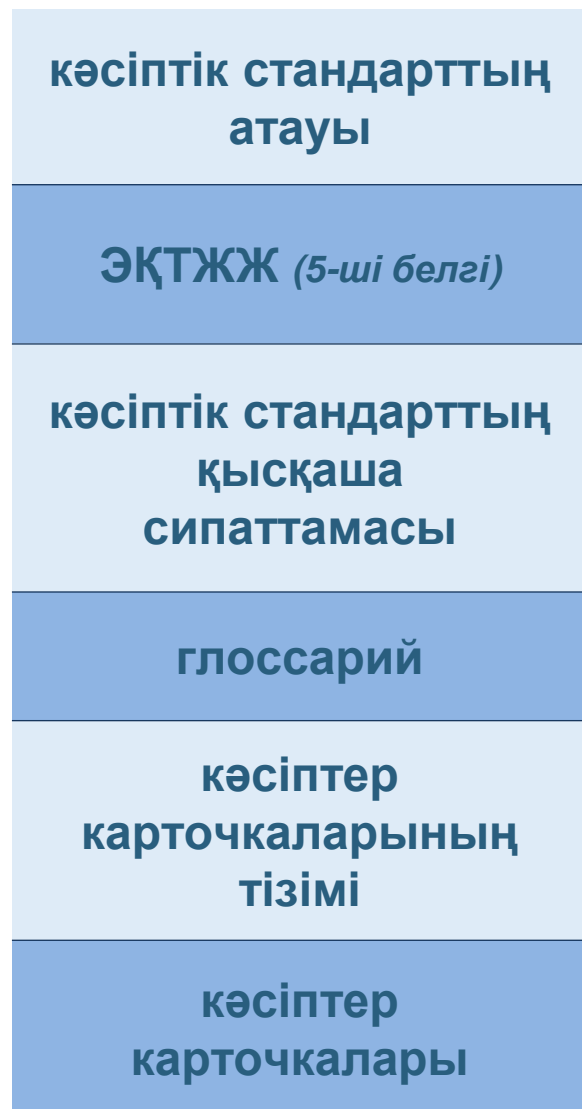 кәсіптік стандарттың
атауы
ЭҚТЖЖ (5-ші белгі)
кәсіптік стандарттың
қысқаша
сипаттамасы
глоссарий
кәсіптер
карточкаларының
тізімі
кәсіптер
карточкалары